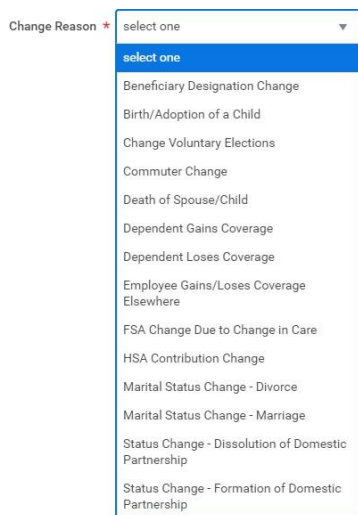 Change Reason * select one
select one
Beneficiary Designation Change
Birth/Adoption of a Child
Change Voluntary Elections
Commuter Change
Death of Spouse/Child
Dependent Gains Coverage
Dependent Loses Coverage
Employee Gains/Loses Coverage
Elsewhere
FSA Change Due to Change in Care
HSA Contribution Change
Marital Status Change - Divorce
Marital Status Change - Marriage
Status Change - Dissolution of Domestic
Partnership
Status Change - Formation of Domestic
Partnership